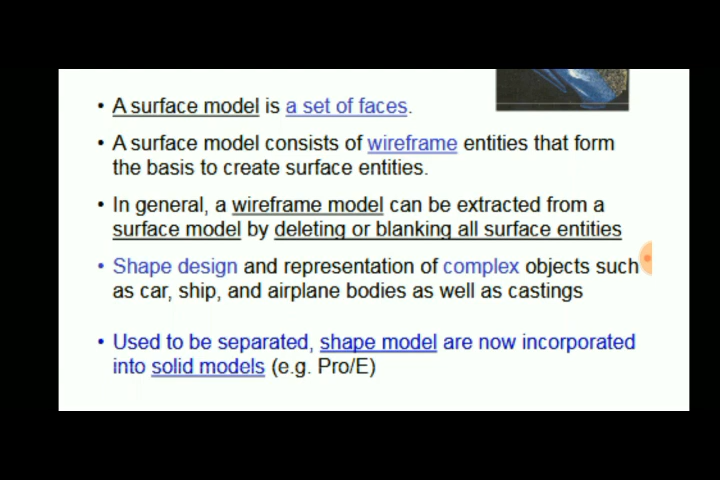 • A surface model is a set of faces.
• A surface model consists of wireframe entities that form
the basis to create surface entities.
• In general, a wireframe model can be extracted from a
surface model by deleting or blanking all surface entities
• Shape design and representation of complex objects such
as car, ship, and airplane bodies as well as castings
• Used to be separated, shape model are now incorporated
into solid models (e.g. Pro/E)